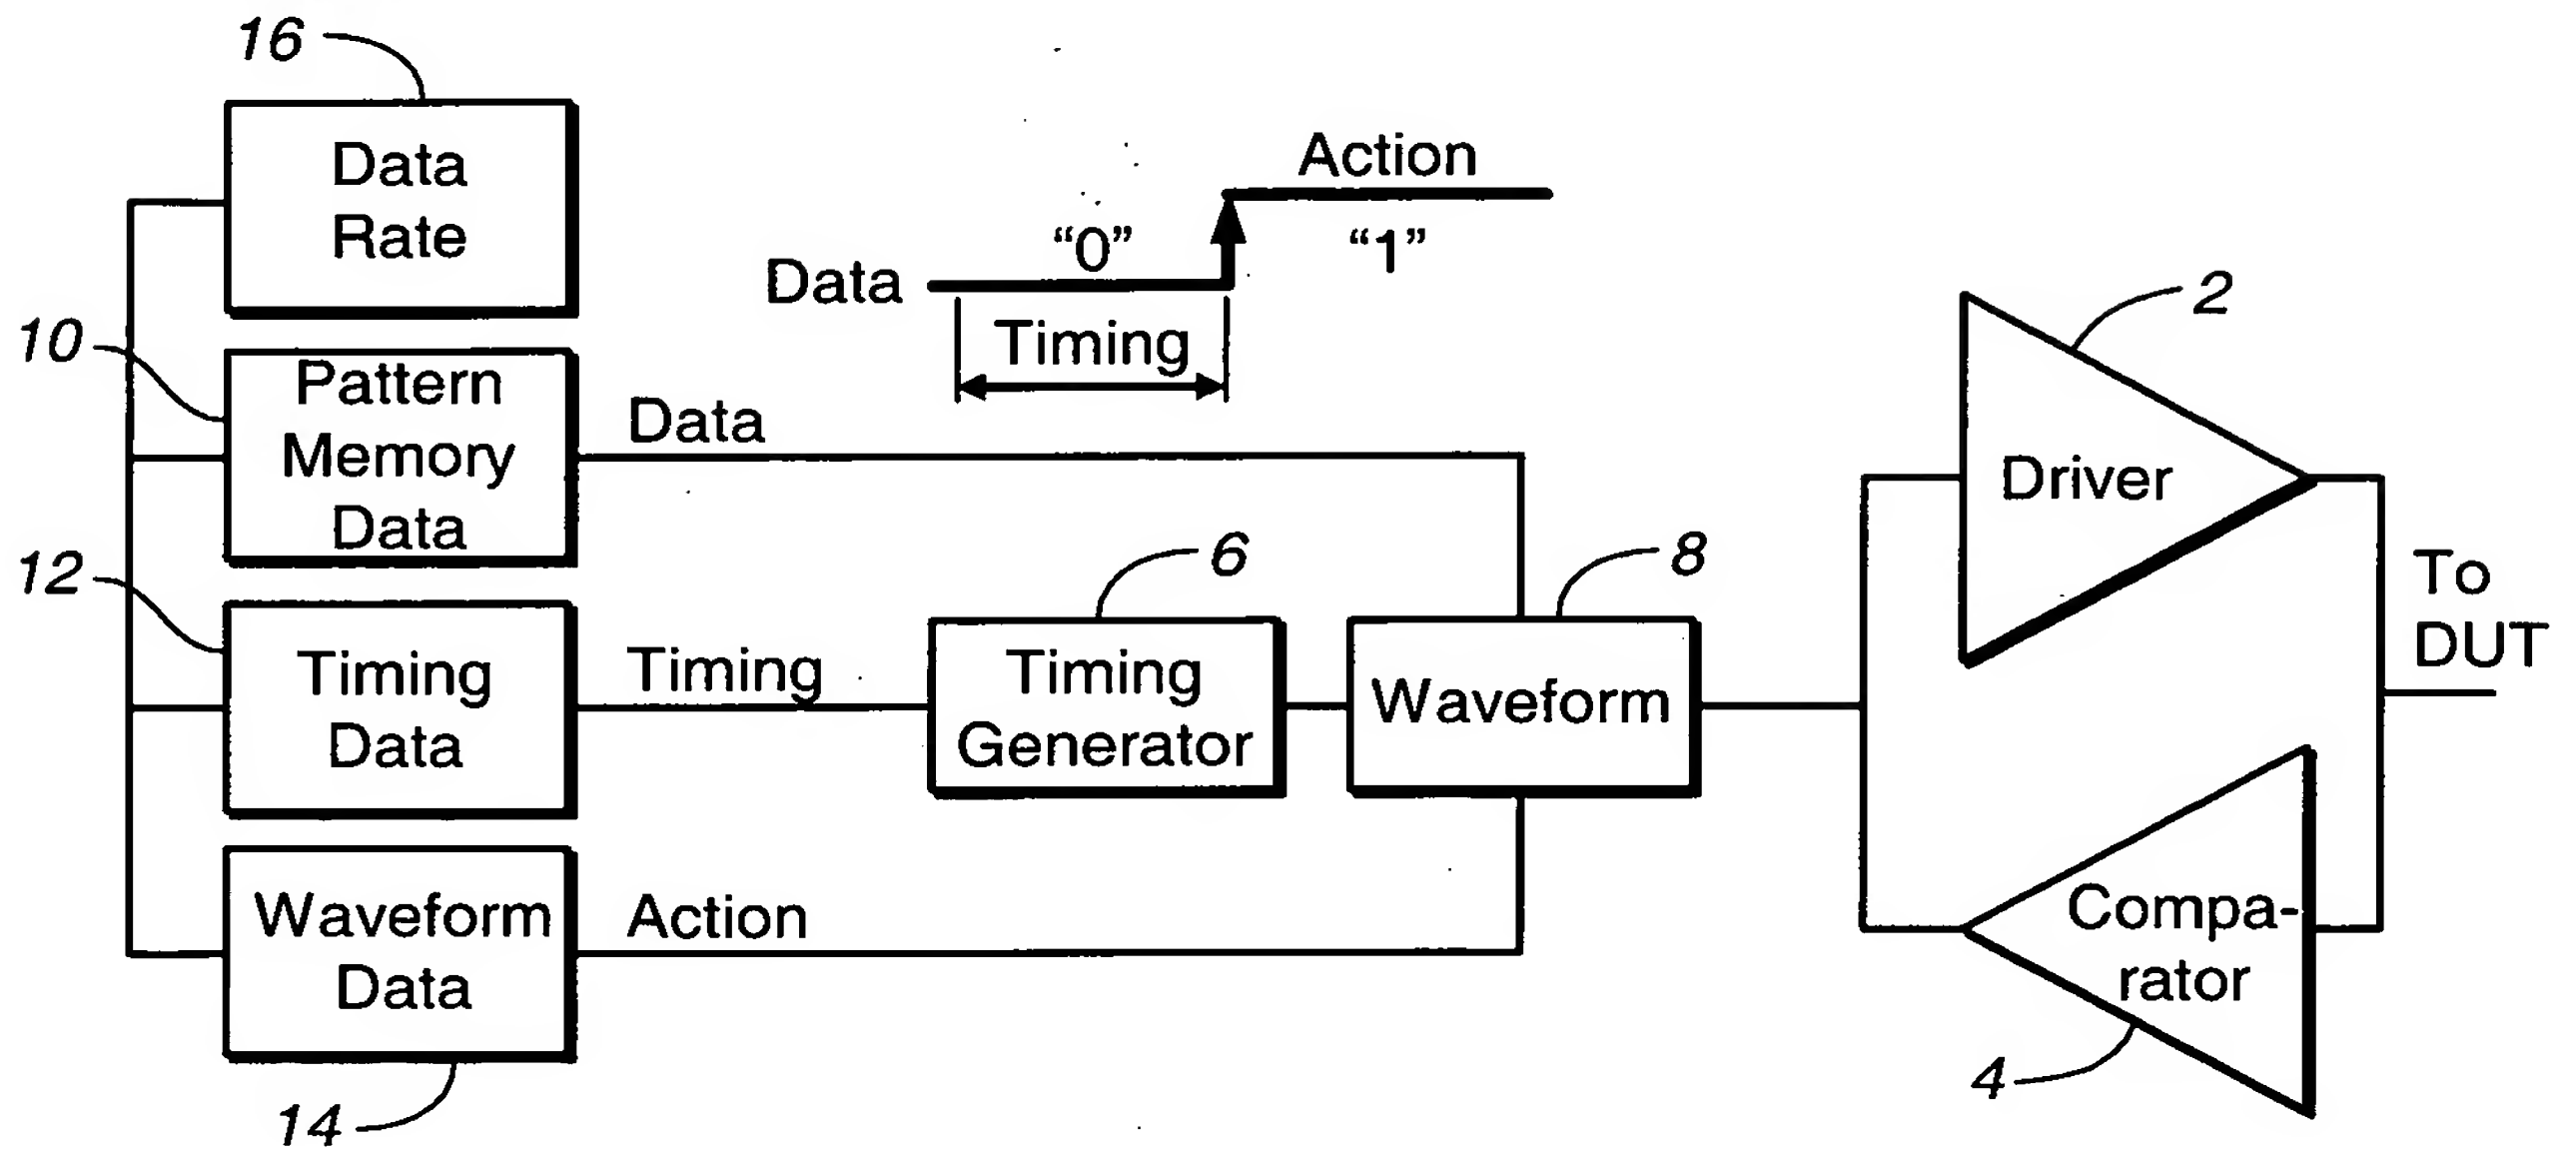 16
Data
Rate
Action
"0"
"1"
Data
Timing
2
10
Pattern
Memory
Data
Data
Driver
12
6
8
To
DUT
Timing
Data
Timing
Timing
Generator
Waveform
Waveform
Data
Action
Compa-
rator
4
14